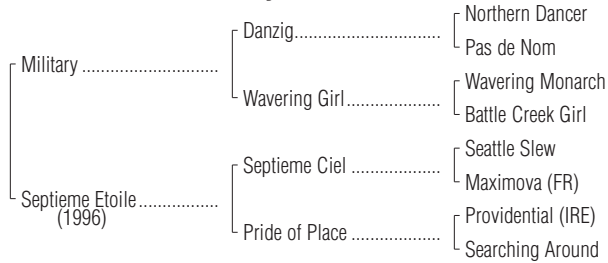 Northern Dancer
Danzig..................................
Pas de Nom
Military ...............................
Wavering Monarch
Wavering Girl......................
Battle Creek Girl
Seattle Slew
Septieme Ciel .....................
Maximova (FR)
Septieme Etoile..................
(1996)
Providential (IRE)
Pride of Place .....................
Searching Around